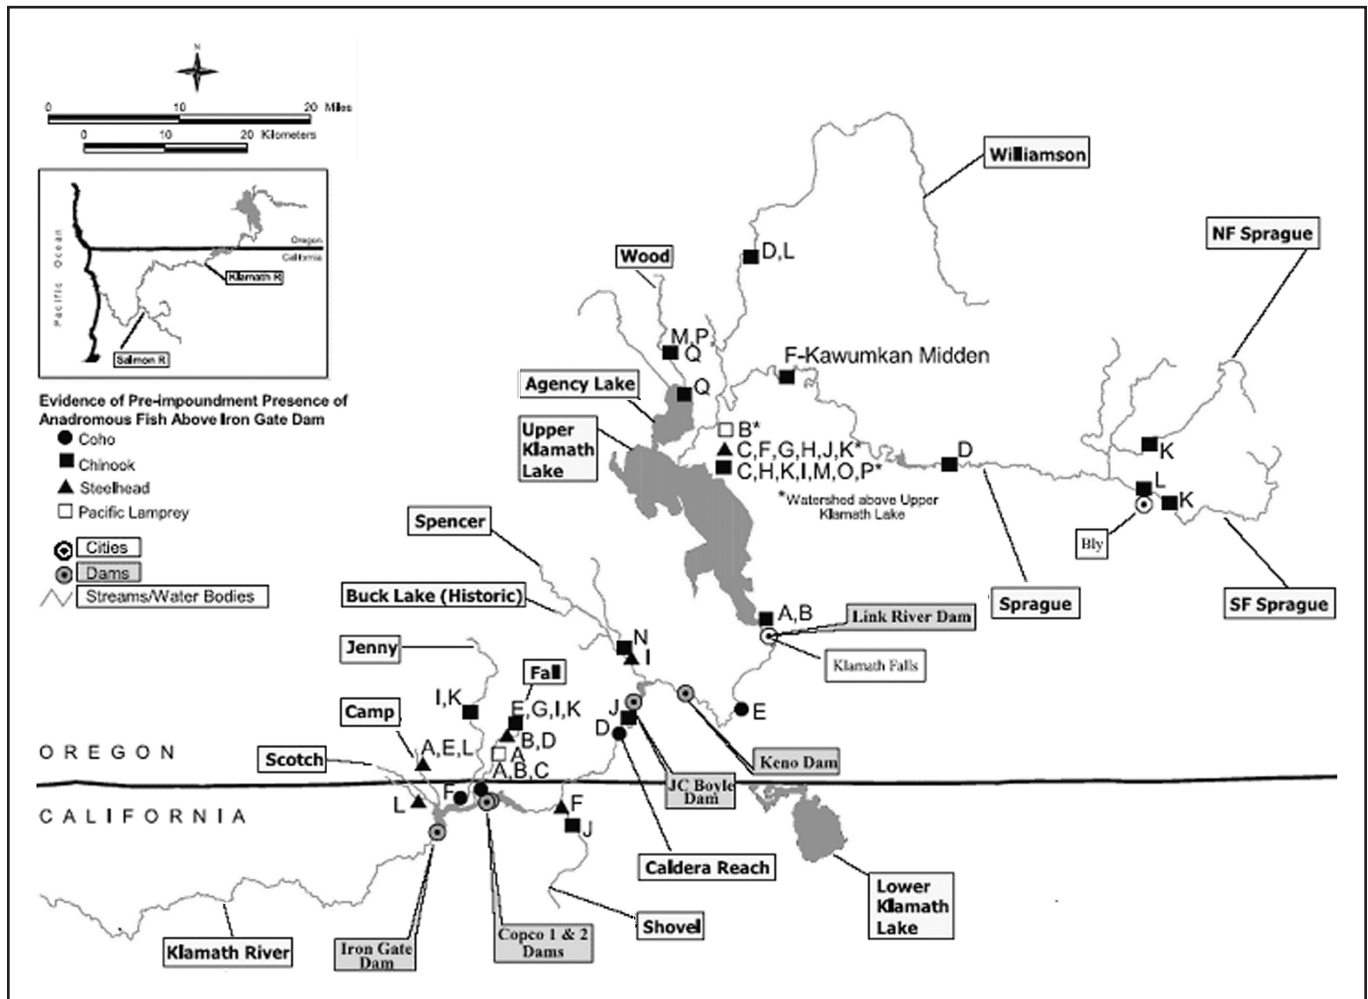 N
0 10 20 Miles
0 10 20 Kilometers
Pacific Ocean
Oregon
California
Klamath R
Salmon R
Evidence of Pre-impoundment Presence of
Anadromous Fish Above Iron Gate Dam
Coho
Chinook
Steelhead
Pacific Lamprey
Cities
Dams
Streams/Water Bodies
Williamson
NF Sprague
Wood
D,L
M,P,
Q
F-Kawumkan Midden
Agency Lake
Q
Upper
Klamath
Lake
B*
C,F,G,H,J,K*
C,H,K,I,M,O,P*
*Watershed above Upper
Klamath Lake
D
K
L
K
Bly
Sprague
SF Sprague
Spencer
Buck Lake (Historic)
A,B
Link River Dam
Klamath Falls
N
I
Jenny
Fall
I,K
E,G,I,K
B,D
A
A,B,C
J
D
E
Camp
A,E,L
Scotch
Keno Dam
JC Boyle
Dam
OREGON
CALIFORNIA
L
F
F
J
Caldera Reach
Lower
Klamath
Lake
Shovel
Klamath River
Iron Gate
Dam
Copco 1 & 2
Dams